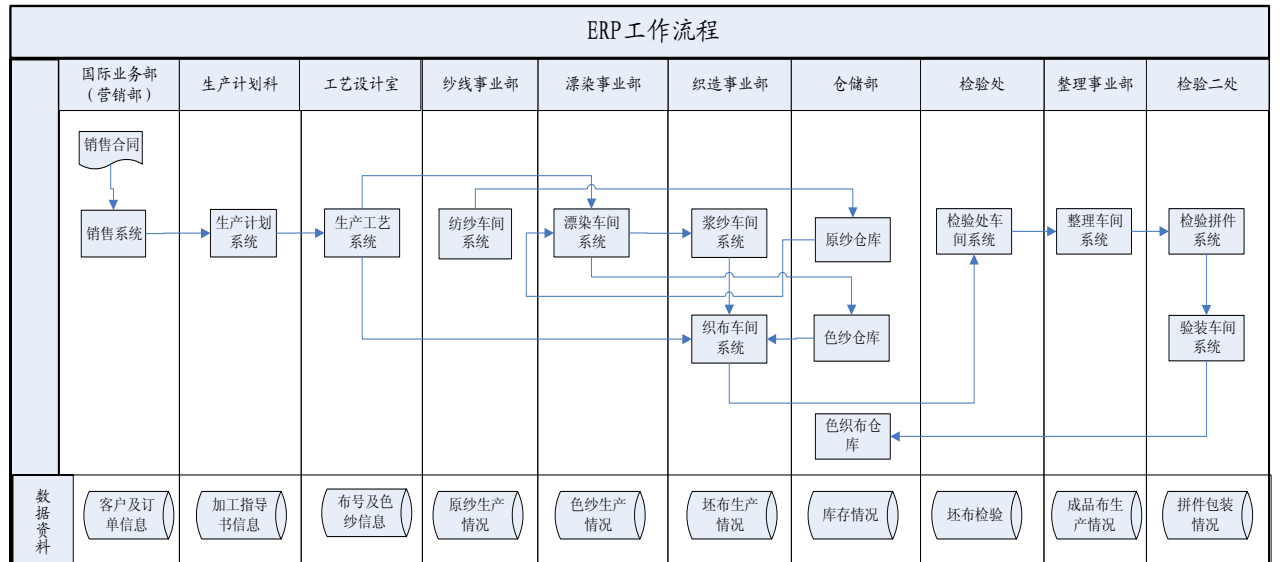 ERP工作流程
国际业务部
（营销部）
生产计划科
工艺设计室
纱线事业部
漂染事业部
织造事业部
仓储部
检验处
整理事业部
检验二处
销售合同
销售系统
生产计划
系统
生产工艺
系统
纺纱车间
系统
漂染车间
系统
浆纱车间
系统
原纱仓库
检验处车
间系统
整理车间
系统
检验拼件
系统
织布车间
系统
色纱仓库
验装车间
系统
色织布仓
库
数
据
资
料
客户及订
单信息
加工指导
书信息
布号及色
纱信息
原纱生产
情况
色纱生产
情况
坯布生产
情况
库存情况
坯布检验
成品布生
产情况
拼件包装
情况